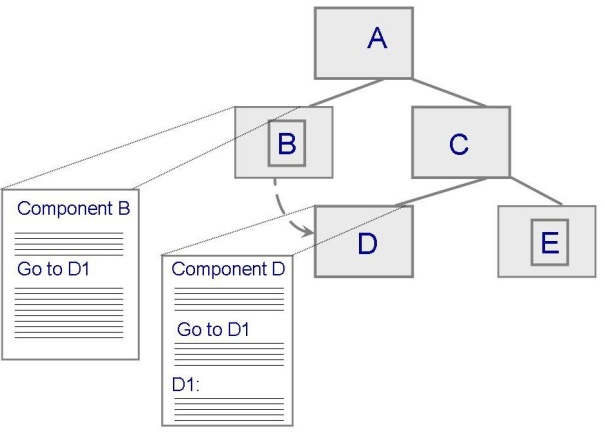 A
B
C
D
E
Component B
Go to D1
Component D
Go to D1
D1: